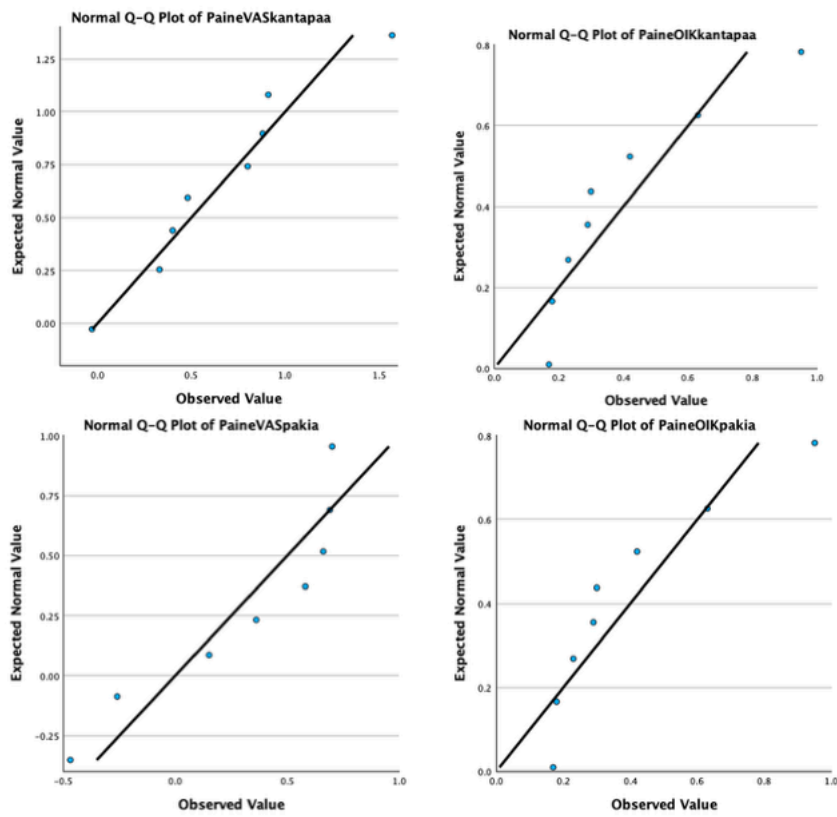 Normal Q-Q Plot of PaineVASkantapaa
Expected Normal Value
1.25
1.00
0.75
0.50
0.25
0.00
0.0 0.5 1.0 1.5
Observed Value
Normal Q-Q Plot of PaineOIKkantapaa
Expected Normal Value
0.8
0.6
0.4
0.2
0.0
0.0 0.2 0.4 0.6 0.8 1.0
Observed Value
Normal Q-Q Plot of PaineVASpakia
Expected Normal Value
1.00
0.75
0.50
0.25
0.00
-0.25
-0.5 0.0 0.5 1.0
Observed Value
Normal Q-Q Plot of PaineOIKpakia
Expected Normal Value
0.8
0.6
0.4
0.2
0.0
0.0 0.2 0.4 0.6 0.8 1.0
Observed Value